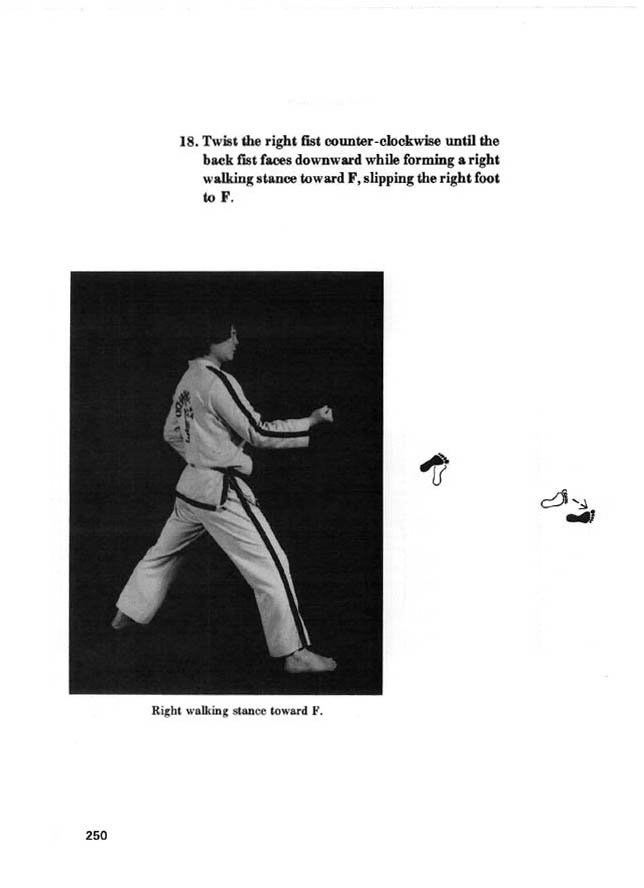 18. Twist the right fist counter-clockwise until the
back fist faces downward while forming a right
walking stance toward F, slipping the right foot
to F.
Right walking stance toward F.
250